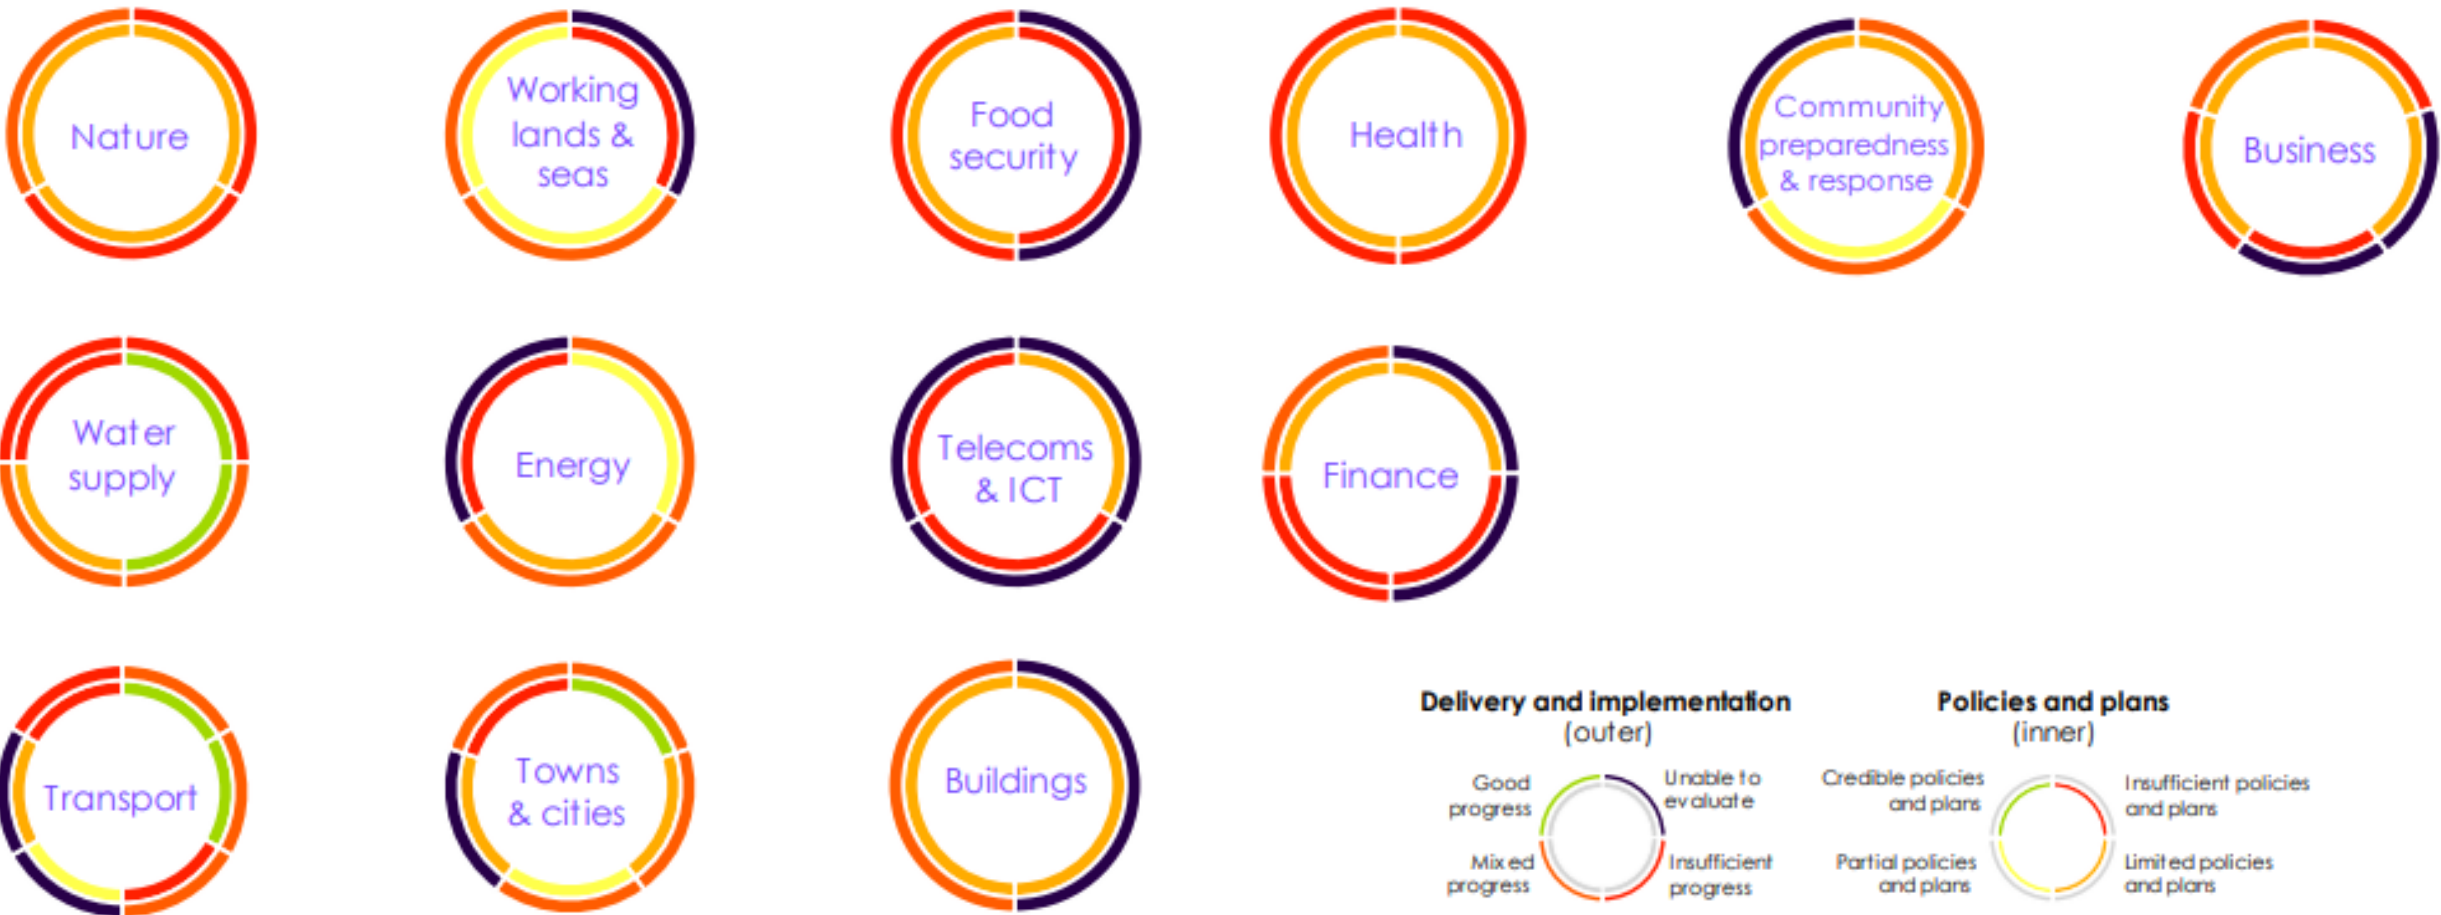 Nature
Working
lands &
seas
Food
security
Health
Community
preparedness
& response
Business
Water
supply
Energy
Telecoms
& ICT
Finance
Transport
Towns
& cities
Buildings
Delivery and implementation
(outer)
Good
progress
Unable to
evaluate
Mixed
progress
Insufficient
progress
Policies and plans
(inner)
Credible policies
and plans
Insufficient policies
and plans
Partial policies
and plans
Limited policies
and plans